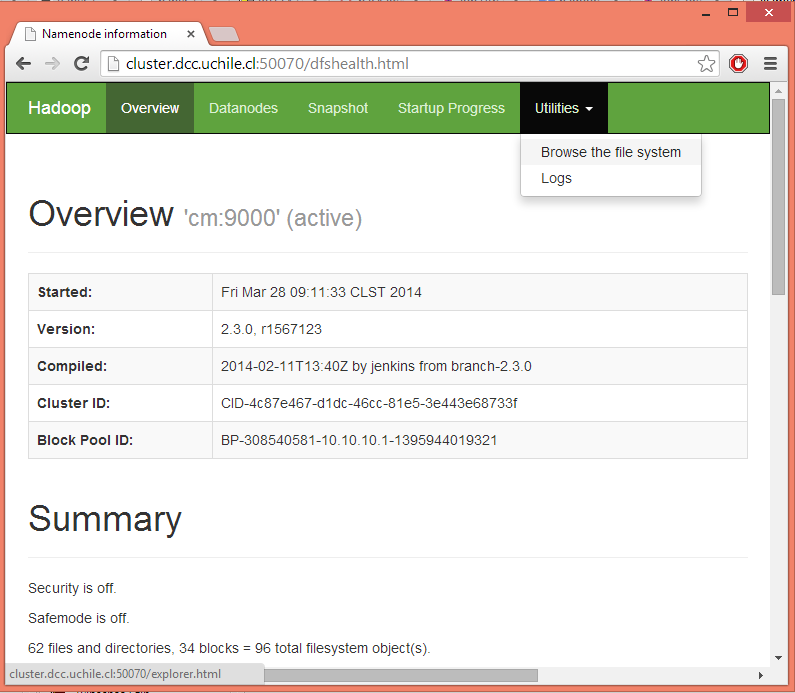 Namenode information
cluster.dcc.uchile.cl:50070/dfshealth.html
Hadoop Overview Datanodes Snapshot Startup Progress Utilities
Browse the file system
Logs
Overview 'cm:9000' (active)
Started: Fri Mar 28 09:11:33 CLST 2014
Version: 2.3.0, r1567123
Compiled: 2014-02-11T13:40Z by jenkins from branch-2.3.0
Cluster ID: CID-4c87e467-d1dc-46cc-81e5-3e443e68733f
Block Pool ID: BP-308540581-10.10.10.1-1395944019321
Summary
Security is off.
Safemode is off.
62 files and directories, 34 blocks = 96 total filesystem object(s).
cluster.dcc.uchile.cl:50070/explorer.html